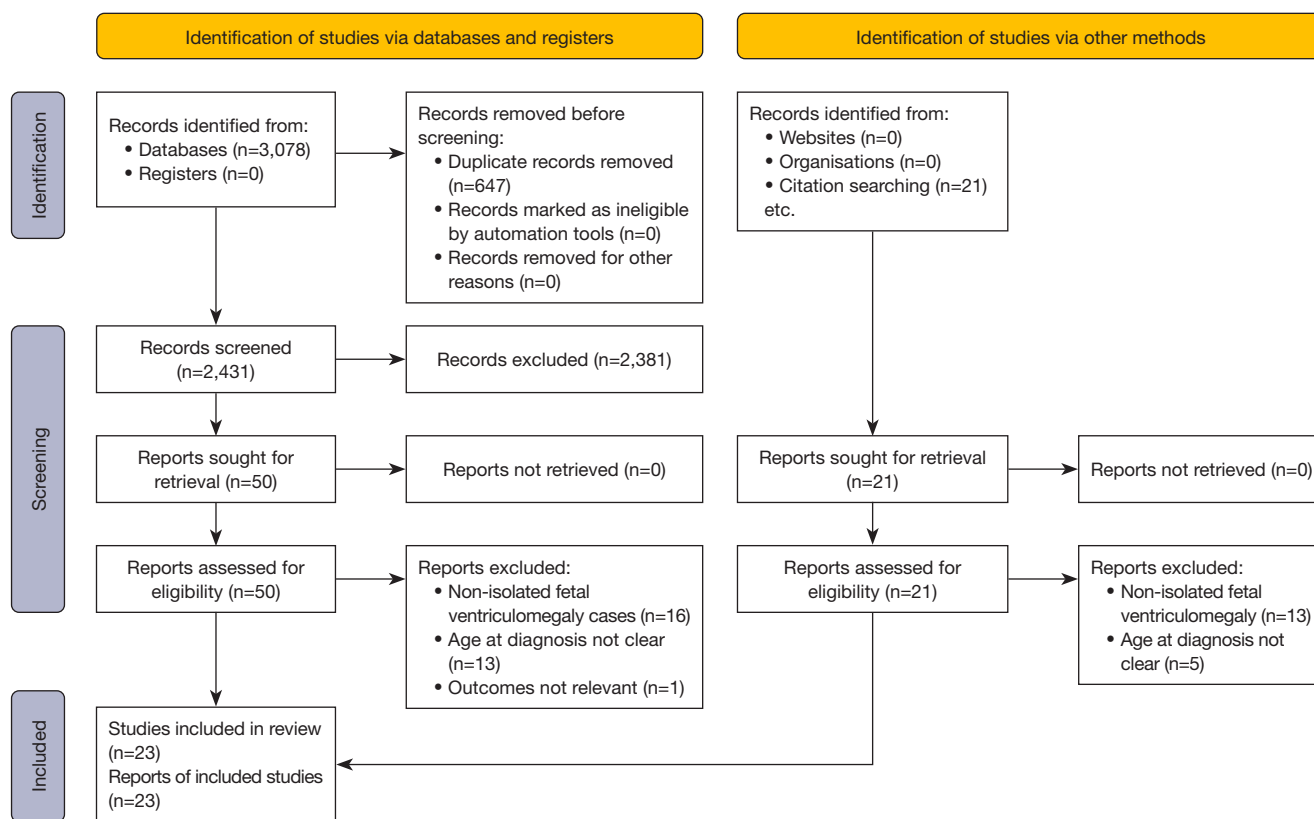 Identification of studies via databases and registers
Identification of studies via other methods
Identification
Records identified from:
• Databases (n=3,078)
• Registers (n=0)
Records removed before
screening:
• Duplicate records removed
(n=647)
• Records marked as ineligible
by automation tools (n=0)
• Records removed for other
reasons (n=0)
Records identified from:
• Websites (n=0)
• Organisations (n=0)
• Citation searching (n=21)
etc.
Screening
Records screened
(n=2,431)
Records excluded (n=2,381)
Reports sought for
retrieval (n=50)
Reports not retrieved (n=0)
Reports sought for retrieval
(n=21)
Reports not retrieved (n=0)
Reports assessed for
eligibility (n=50)
Reports excluded:
• Non-isolated fetal
ventriculomegaly cases (n=16)
• Age at diagnosis not clear
(n=13)
• Outcomes not relevant (n=1)
Reports assessed for
eligibility (n=21)
Reports excluded:
• Non-isolated fetal
ventriculomegaly (n=13)
• Age at diagnosis not
clear (n=5)
Included
Studies included in review
(n=23)
Reports of included studies
(n=23)